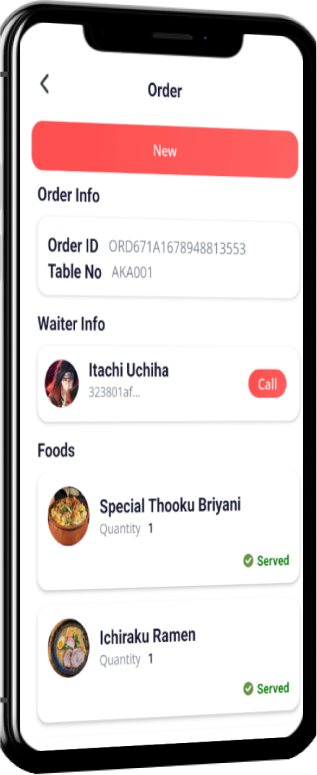 Order
New
Order Info
Order ID ORD671A1678948813553
Table No AKA001
Waiter Info
Itachi Uchiha
323801af...
Call
Foods
Special Thooku Briyani
Quantity 1
Served
Ichiraku Ramen
Quantity 1
Served